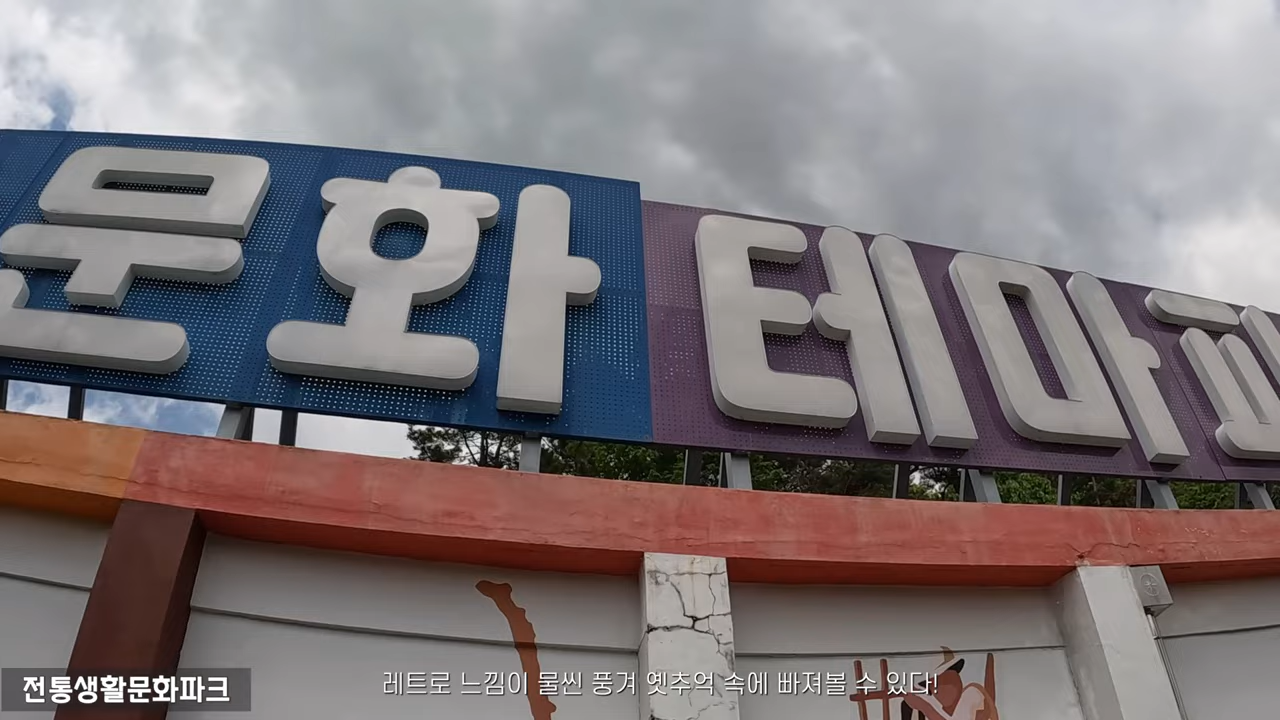 문화 테마파
전통생활문화파크
레트로 느낌이 물씬 풍겨 옛추억 속에 빠져볼 수 있다!